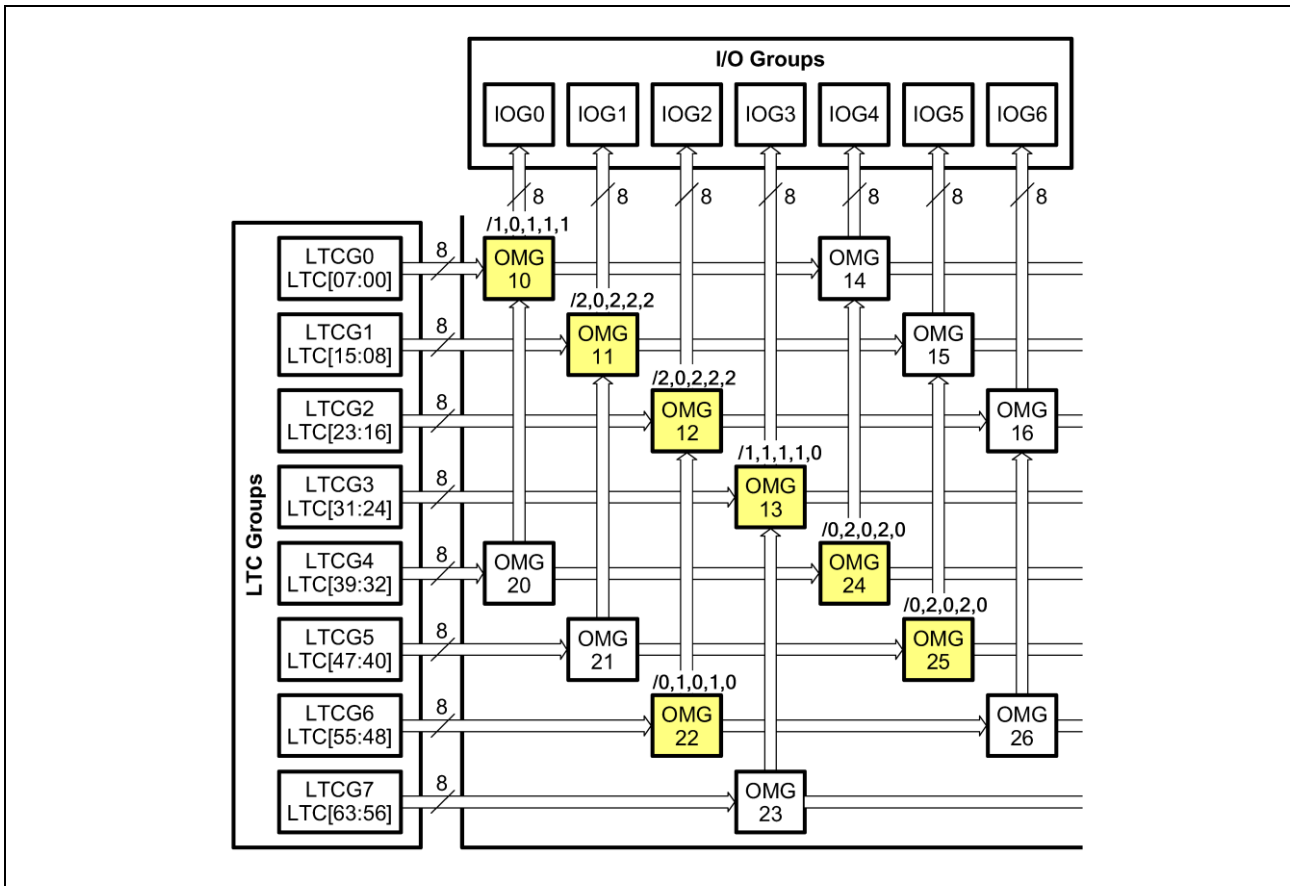 I/O Groups
IOG0 IOG1 IOG2 IOG3 IOG4 IOG5 IOG6
8 8 8 8 8 8 8
/1,0,1,1,1
LTCG0
LTC[07:00]
8
OMG
10
OMG
14
/2,0,2,2,2
LTCG1
LTC[15:08]
8
OMG
11
OMG
15
/2,0,2,2,2
LTCG2
LTC[23:16]
8
OMG
12
OMG
16
/1,1,1,1,0
LTCG3
LTC[31:24]
8
OMG
13
/0,2,0,2,0
LTC Groups
LTCG4
LTC[39:32]
8
OMG
20
OMG
24
/0,2,0,2,0
LTCG5
LTC[47:40]
8
OMG
21
OMG
25
/0,1,0,1,0
LTCG6
LTC[55:48]
8
OMG
22
OMG
26
LTCG7
LTC[63:56]
8
OMG
23